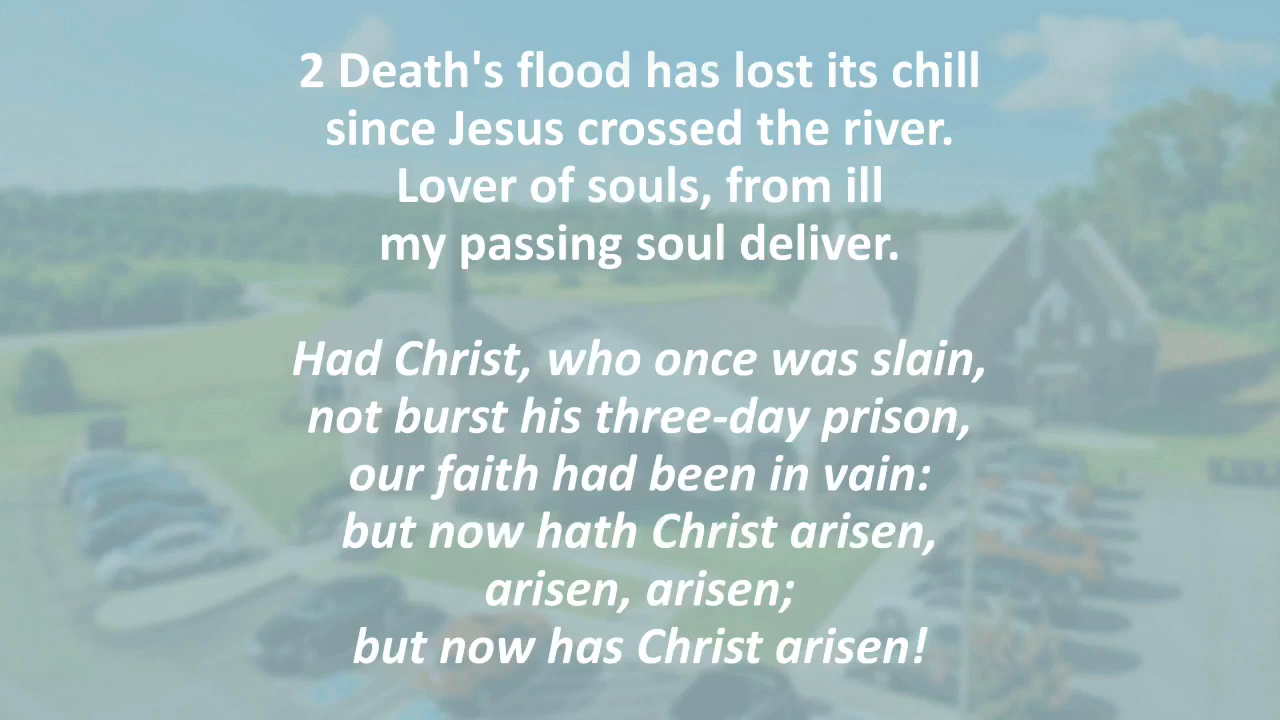 2 Death's flood has lost its chill
since Jesus crossed the river.
Lover of souls, from ill
my passing soul deliver.
Had Christ, who once was slain,
not burst his three-day prison,
our faith had been in vain:
but now hath Christ arisen,
arisen, arisen;
but now has Christ arisen!